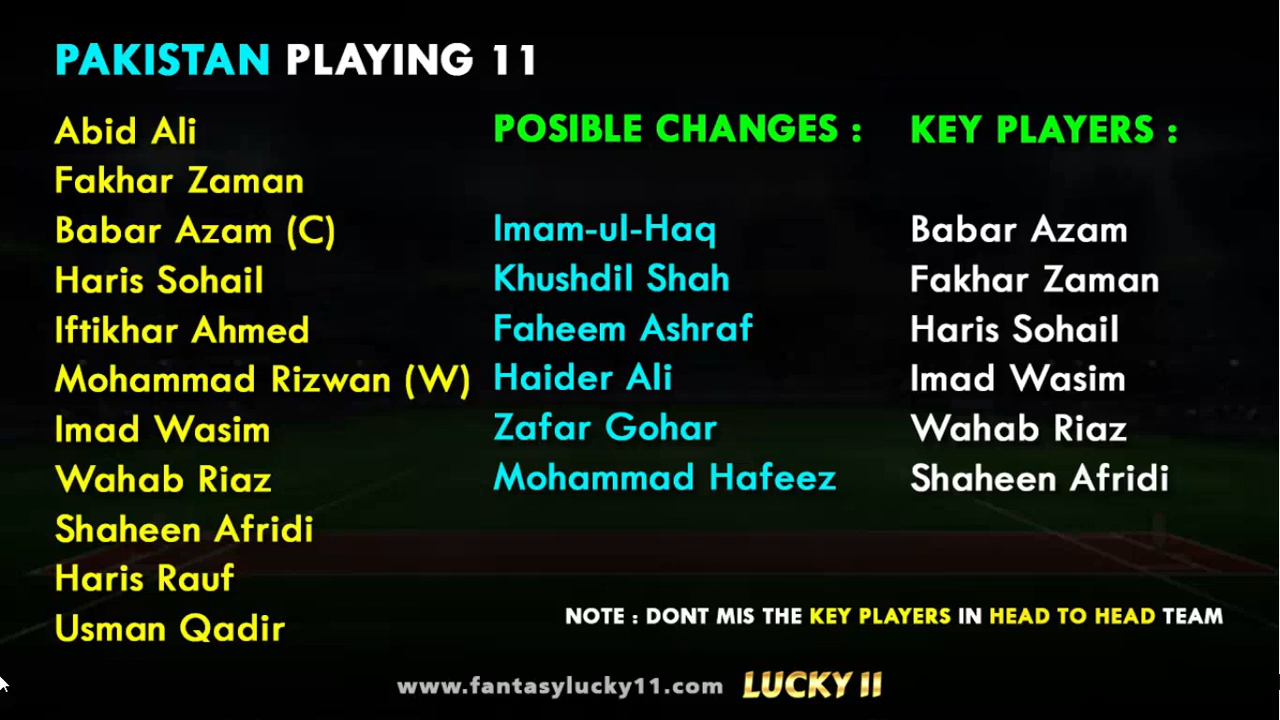 PAKISTAN PLAYING 11
Abid Ali
Fakhar Zaman
Babar Azam (C)
Haris Sohail
Iftikhar Ahmed
Mohammad Rizwan (W)
Imad Wasim
Wahab Riaz
Shaheen Afridi
Haris Rauf
Usman Qadir
POSIBLE CHANGES :
Imam-ul-Haq
Khushdil Shah
Faheem Ashraf
Haider Ali
Zafar Gohar
Mohammad Hafeez
KEY PLAYERS :
Babar Azam
Fakhar Zaman
Haris Sohail
Imad Wasim
Wahab Riaz
Shaheen Afridi
NOTE : DONT MIS THE KEY PLAYERS IN HEAD TO HEAD TEAM
www.fantasylucky11.com LUCKY 11